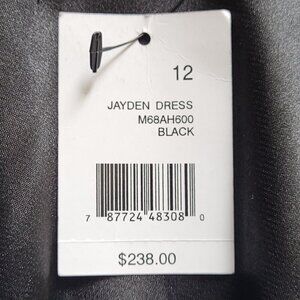 12
JAYDEN DRESS
M68AH600
BLACK
7 87724 48308 0
$238.00